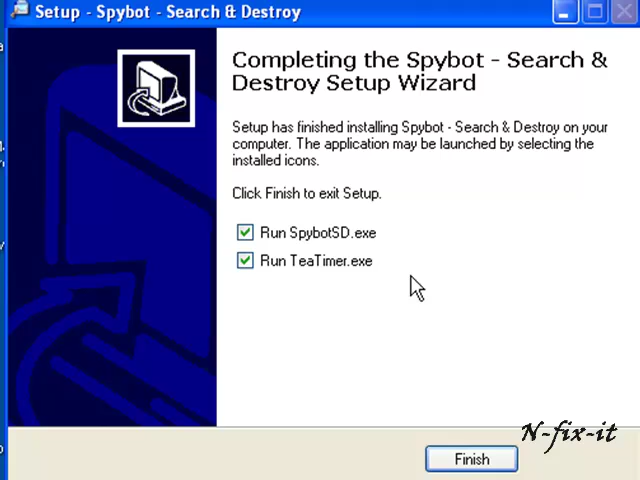 Setup - Spybot - Search & Destroy
Completing the Spybot - Search &
Destroy Setup Wizard
Setup has finished installing Spybot - Search & Destroy on your
computer. The application may be launched by selecting the
installed icons.
Click Finish to exit Setup.
Run SpybotSD.exe
Run TeaTimer.exe
N-fix-it
Finish